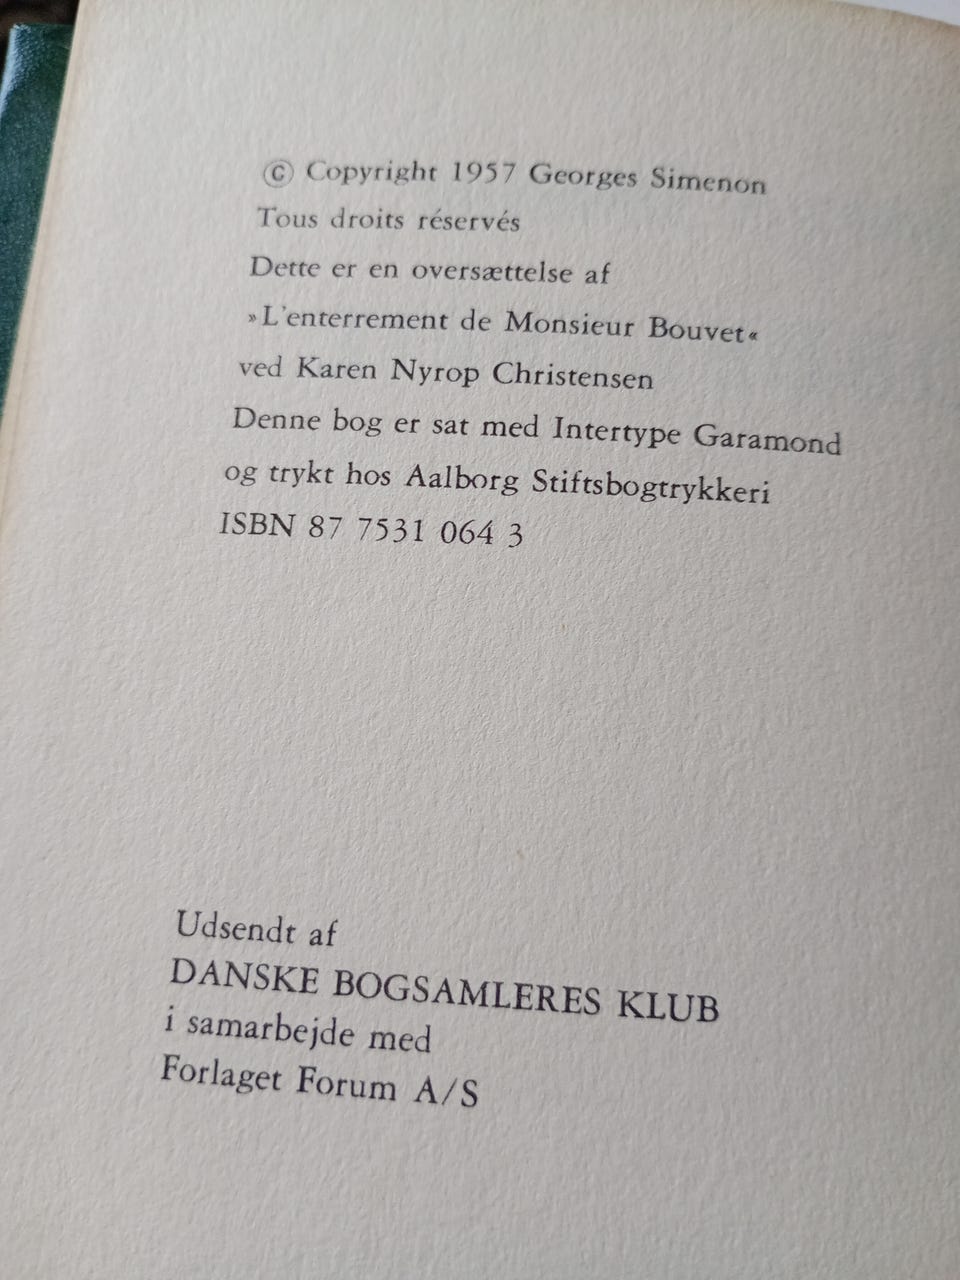 © Copyright 1957 Georges Simenon
Tous droits réservés
Dette er en oversættelse af
»L'enterrement de Monsieur Bouvet«
ved Karen Nyrop Christensen
Denne bog er sat med Intertype Garamond
og trykt hos Aalborg Stiftsbogtrykkeri
ISBN 87 7531 064 3
Udsendt af
DANSKE BOGSAMLERES KLUB
i samarbejde med
Forlaget Forum A/S